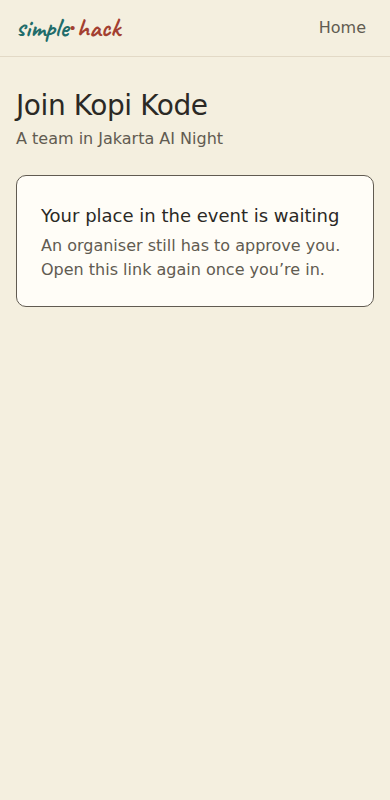 simple·hack
Home
Join Kopi Kode
A team in Jakarta AI Night
Your place in the event is waiting
An organiser still has to approve you.
Open this link again once you’re in.